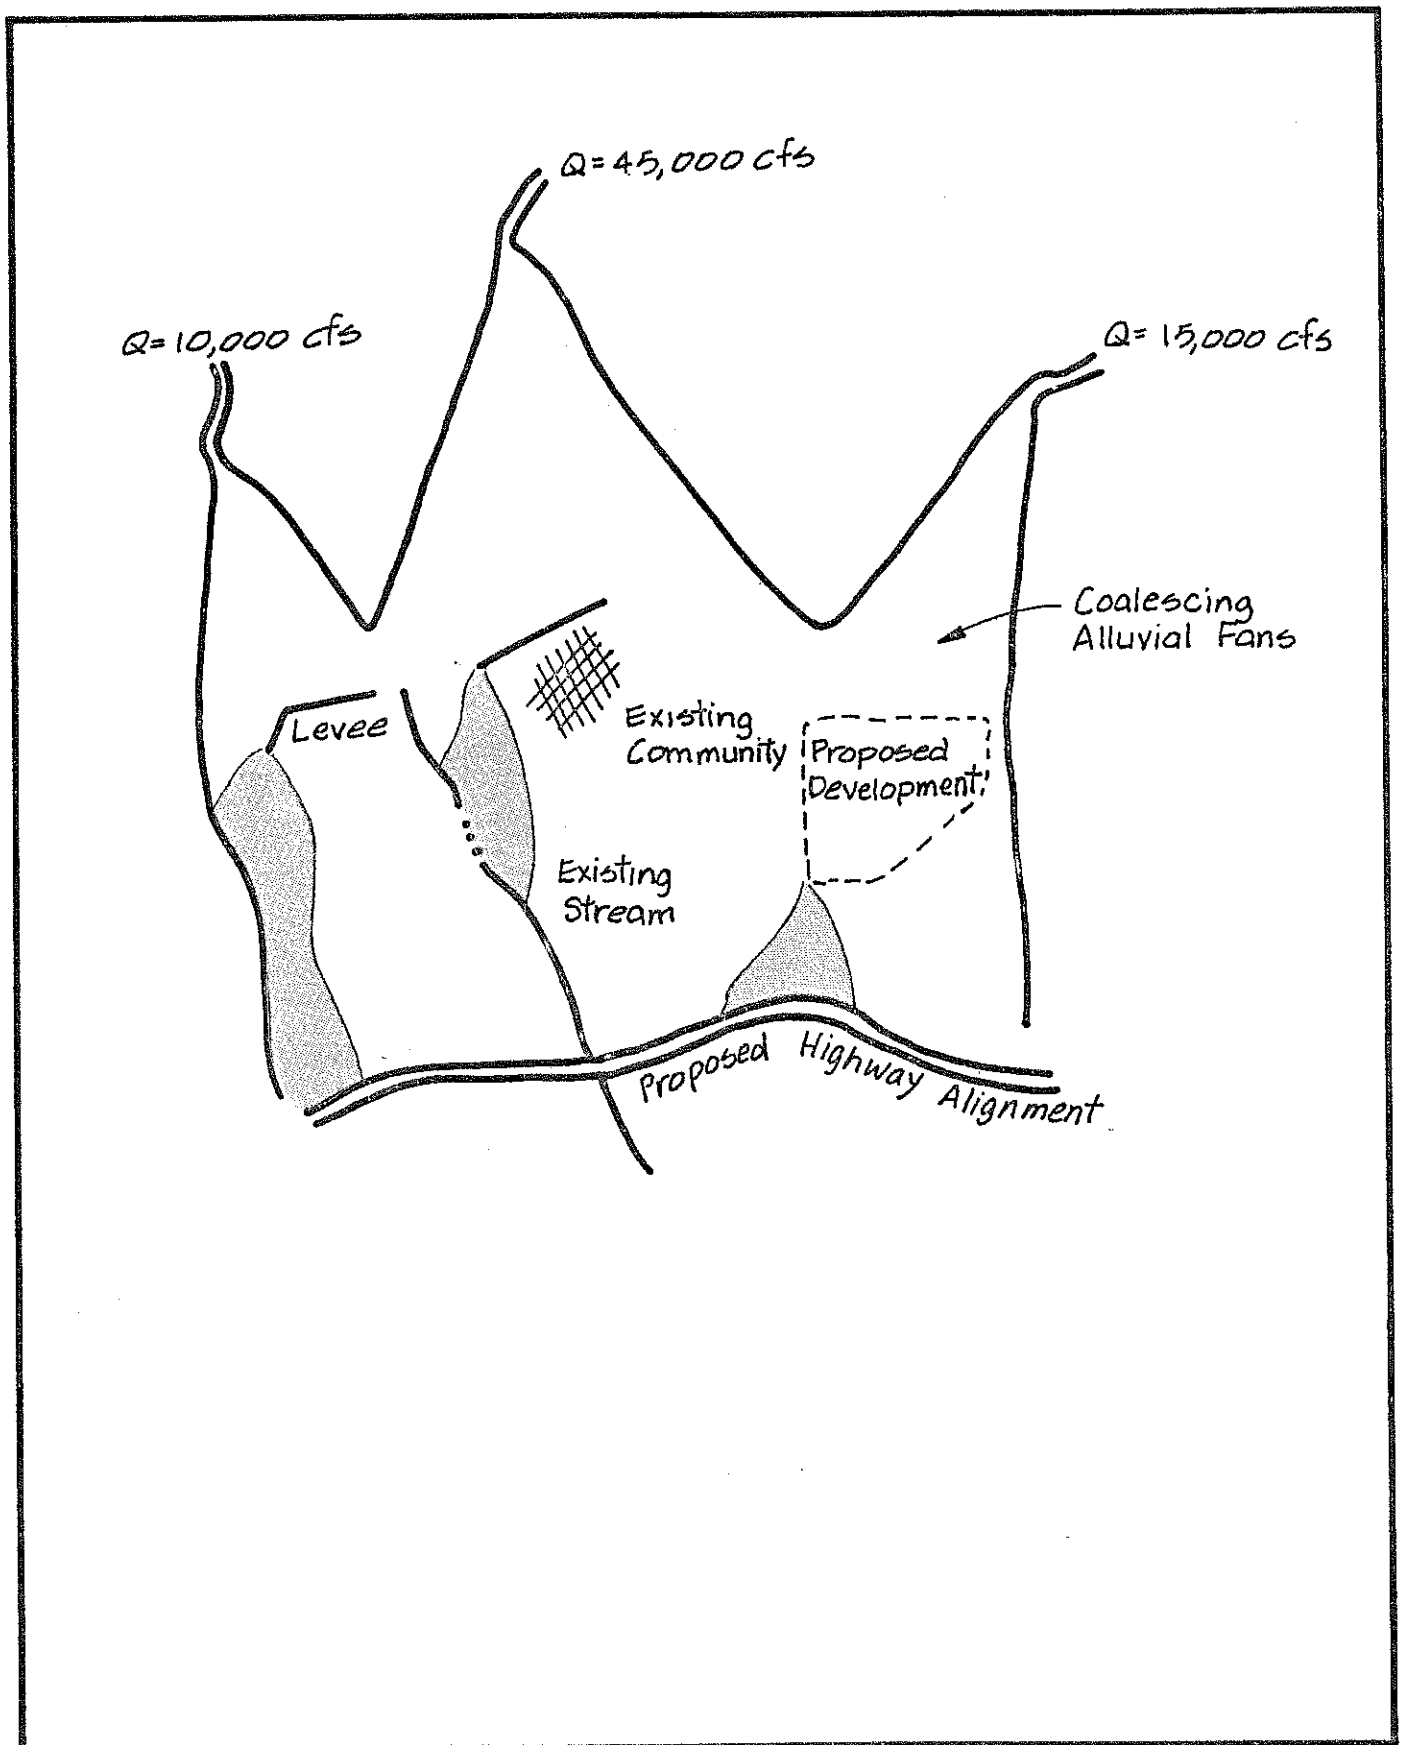 Q=45,000 cfs
Q=10,000 cfs
Q=15,000 cfs
Coalescing
Alluvial Fans
Levee
Existing
Community
Proposed
Development
Existing
Stream
Proposed Highway Alignment